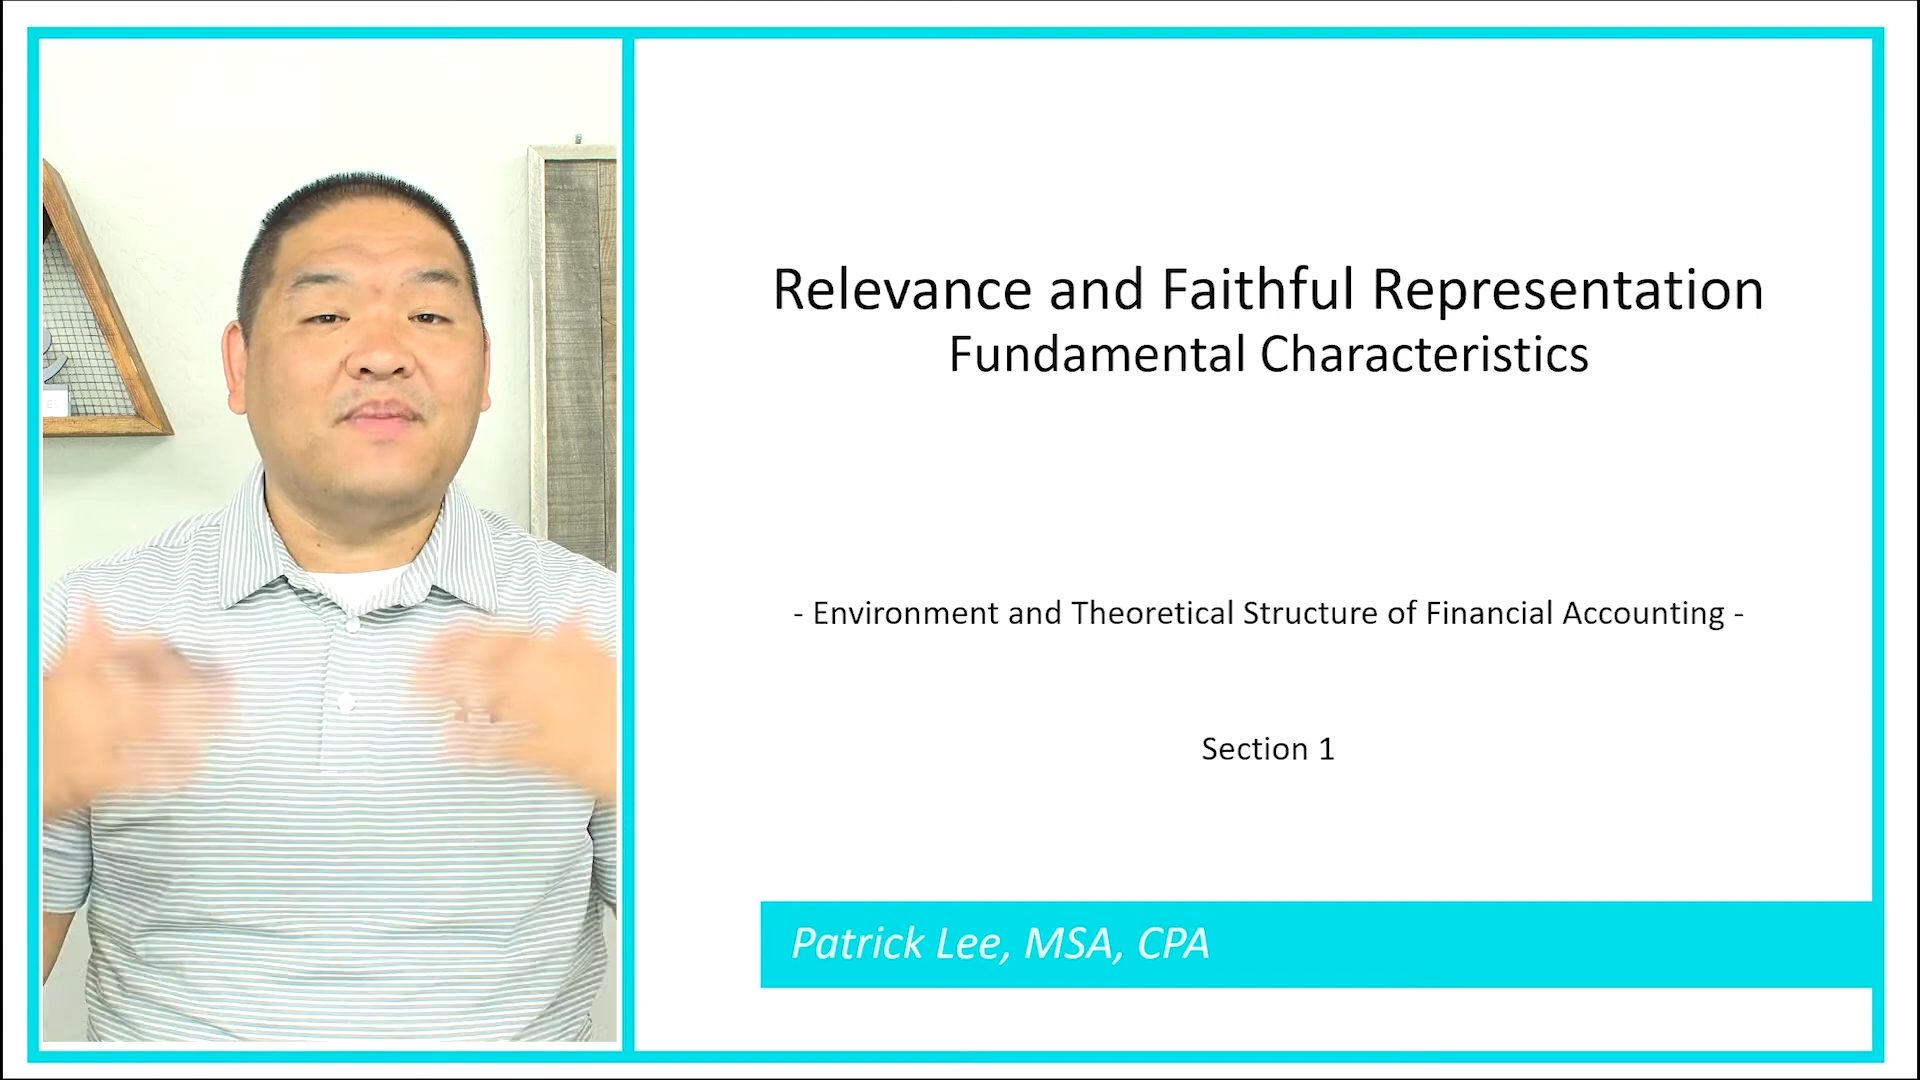 Relevance and Faithful Representation
Fundamental Characteristics
- Environment and Theoretical Structure of Financial Accounting -
Section 1
Patrick Lee, MSA, CPA